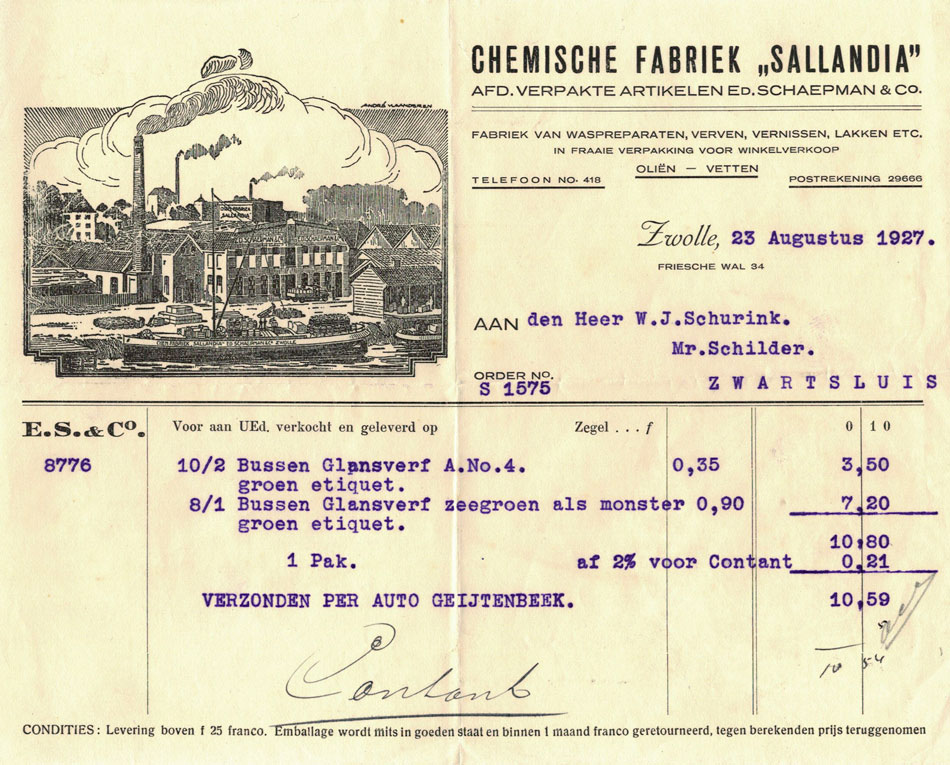 CHEMISCHE FABRIEK „SALLANDIA”
AFD. VERPAKTE ARTIKELEN ED. SCHAEPMAN & CO.
ANDRÉ VLAANDEREN
FABRIEK VAN WASPREPARATEN, VERVEN, VERNISSEN, LAKKEN ETC.
IN FRAAIE VERPAKKING VOOR WINKELVERKOOP
OLIËN — VETTEN
TELEFOON NO. 418
POSTREKENING 29666
SALLANDIA
Zwolle, 23 Augustus 1927.
FRIESCHE WAL 34
AAN den Heer W.J.Schurink.
Mr.Schilder.
ORDER NO.
S 1575
ZWARTSLUIS
E.S.&Co. Voor aan UEd. verkocht en geleverd op Zegel . . . f 0 10
8776 10/2 Bussen Glansverf A.No.4. 0,35 3,50
groen etiquet.
8/1 Bussen Glansverf zeegroen als monster 0,90 7,20
groen etiquet.
10,80
1 Pak. af 2% voor Contant 0,21
VERZONDEN PER AUTO GEIJTENBEEK. 10,59
10 54
Contant
CONDITIES: Levering boven f 25 franco. Emballage wordt mits in goeden staat en binnen 1 maand franco geretourneerd, tegen berekenden prijs teruggenomen